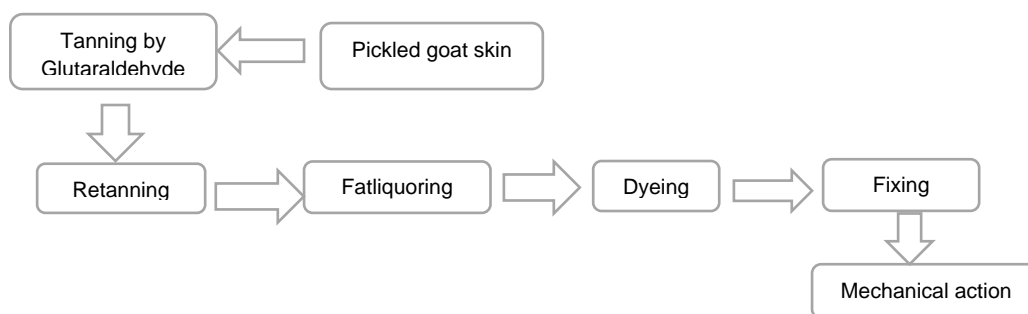 Pickled goat skin
Tanning by
Glutaraldehyde
Retanning
Fatliquoring
Dyeing
Fixing
Mechanical action